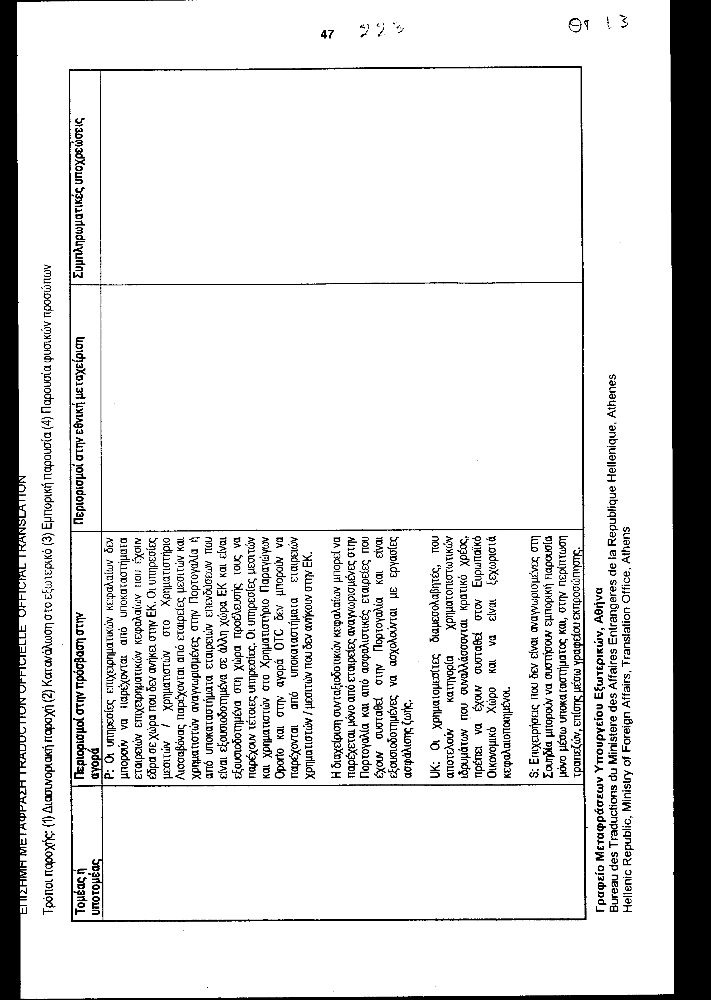 47
993
Θτ 13
ΕΠΙΣΗΜΗ ΜΕΤΑΦΡΑΣΗ TRADUCTION OFFICIELLE OFFICIAL TRANSLATION
Τρόποι παροχής: (1) Διασυνοριακή παροχή (2) Κατανάλωση στο εξωτερικό (3) Εμπορική παρουσία (4) Παρουσία φυσικών προσώπων
Τομέας ή
υποτομέας
Περιορισμοί στην πρόσβαση στην
αγορά
Περιορισμοί στην εθνική μεταχείριση
Συμπληρωματικές υποχρεώσεις
P: Οι υπηρεσίες επιχειρηματικών κεφαλαίων δεν
μπορούν να παρέχονται από υποκαταστήματα
εταιρειών επιχειρηματικών κεφαλαίων που έχουν
έδρα σε χώρα που δεν ανήκει στην ΕΚ. Οι υπηρεσίες
μεσιτών / χρηματιστών στο Χρηματιστήριο
Λισσαβόνας παρέχονται από εταιρείες μεσιτών και
χρηματιστών αναγνωρισμένες στην Πορτογαλία ή
από υποκαταστήματα εταιρειών επενδύσεων που
είναι εξουσιοδοτημένα σε άλλη χώρα ΕΚ και είναι
εξουσιοδοτημένα στη χώρα προέλευσής τους να
παρέχουν τέτοιες υπηρεσίες. Οι υπηρεσίες μεσιτών
και χρηματιστών στο Χρηματιστήριο Παραγώγων
Oporto και στην αγορά OTC δεν μπορούν να
παρέχονται από υποκαταστήματα εταιρειών
χρηματιστών / μεσιτών που δεν ανήκουν στην ΕΚ.
Η διαχείριση συνταξιοδοτικών κεφαλαίων μπορεί να
παρέχεται μόνο από εταιρείες αναγνωρισμένες στην
Πορτογαλία και από ασφαλιστικές εταιρείες που
έχουν συσταθεί στην Πορτογαλία και είναι
εξουσιοδοτημένες να ασχολούνται με εργασίες
ασφάλισης ζωής.
UK: Οι χρηματομεσίτες διαμεσολαβητές, που
αποτελούν κατηγορία χρηματοπιστωτικών
ιδρυμάτων που συναλλάσσονται κρατικό χρέος,
πρέπει να έχουν συσταθεί στον Ευρωπαϊκό
Οικονομικό Χώρο και να είναι ξεχωριστά
κεφαλαιοποιημένοι.
S: Επιχειρήσεις που δεν είναι αναγνωρισμένες στη
Σουηδία μπορούν να συστήσουν εμπορική παρουσία
μόνο μέσω υποκαταστήματος και, στην περίπτωση
τραπεζών, επίσης μέσω γραφείου εκπροσώπησης.
Γραφείο Μεταφράσεων Υπουργείου Εξωτερικών, Αθήνα
Bureau des Traductions du Ministere des Affaires Entrangeres de la Republique Hellenique, Athenes
Hellenic Republic, Ministry of Foreign Affairs, Translation Office, Athens